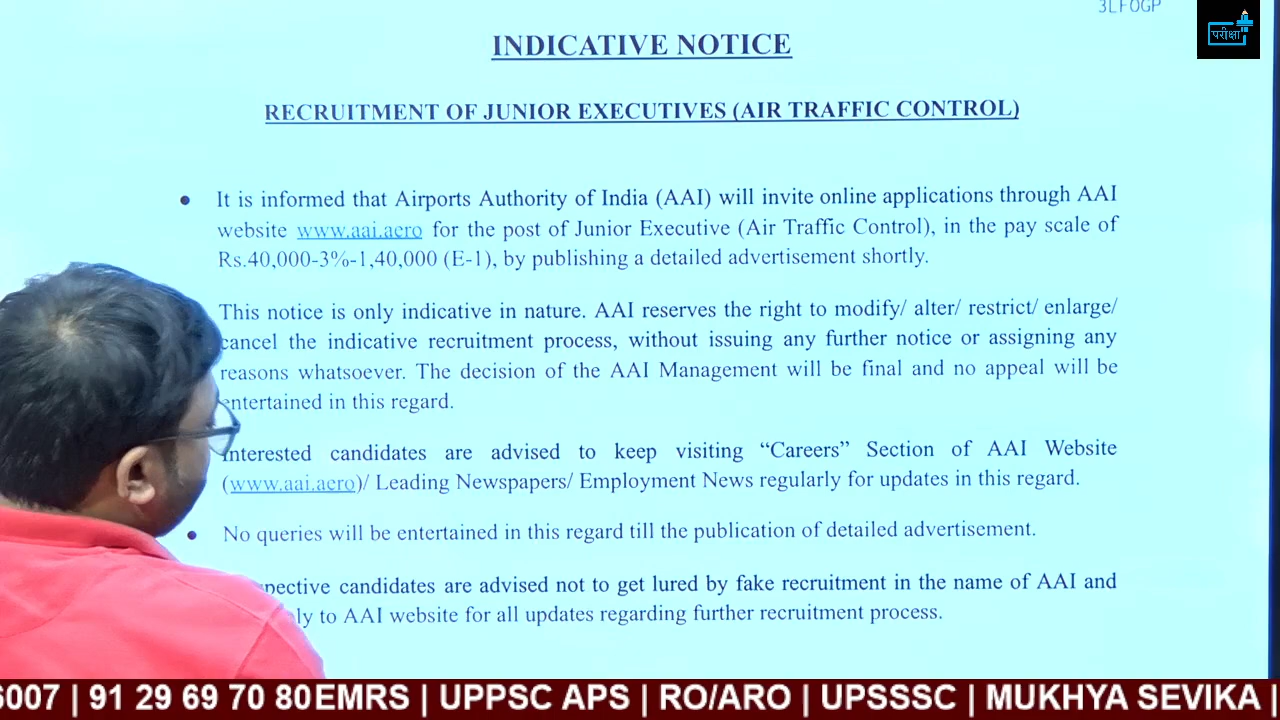 3LFOGP
परीक्षा
INDICATIVE NOTICE
RECRUITMENT OF JUNIOR EXECUTIVES (AIR TRAFFIC CONTROL)
• It is informed that Airports Authority of India (AAI) will invite online applications through AAI
website www.aai.aero for the post of Junior Executive (Air Traffic Control), in the pay scale of
Rs.40,000-3%-1,40,000 (E-1), by publishing a detailed advertisement shortly.
This notice is only indicative in nature. AAI reserves the right to modify/ alter/ restrict/ enlarge/
cancel the indicative recruitment process, without issuing any further notice or assigning any
reasons whatsoever. The decision of the AAI Management will be final and no appeal will be
entertained in this regard.
Interested candidates are advised to keep visiting “Careers” Section of AAI Website
(www.aai.aero)/ Leading Newspapers/ Employment News regularly for updates in this regard.
• No queries will be entertained in this regard till the publication of detailed advertisement.
pective candidates are advised not to get lured by fake recruitment in the name of AAI and
ly to AAI website for all updates regarding further recruitment process.
6007 | 91 29 69 70 80EMRS | UPPSC APS | RO/ARO | UPSSSC | MUKHYA SEVIKA |